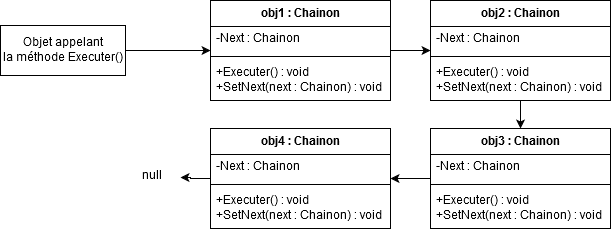 Objet appelant
la méthode Executer()
obj1 : Chainon
-Next : Chainon
+Executer() : void
+SetNext(next : Chainon) : void
obj2 : Chainon
-Next : Chainon
+Executer() : void
+SetNext(next : Chainon) : void
obj3 : Chainon
-Next : Chainon
+Executer() : void
+SetNext(next : Chainon) : void
obj4 : Chainon
-Next : Chainon
+Executer() : void
+SetNext(next : Chainon) : void
null